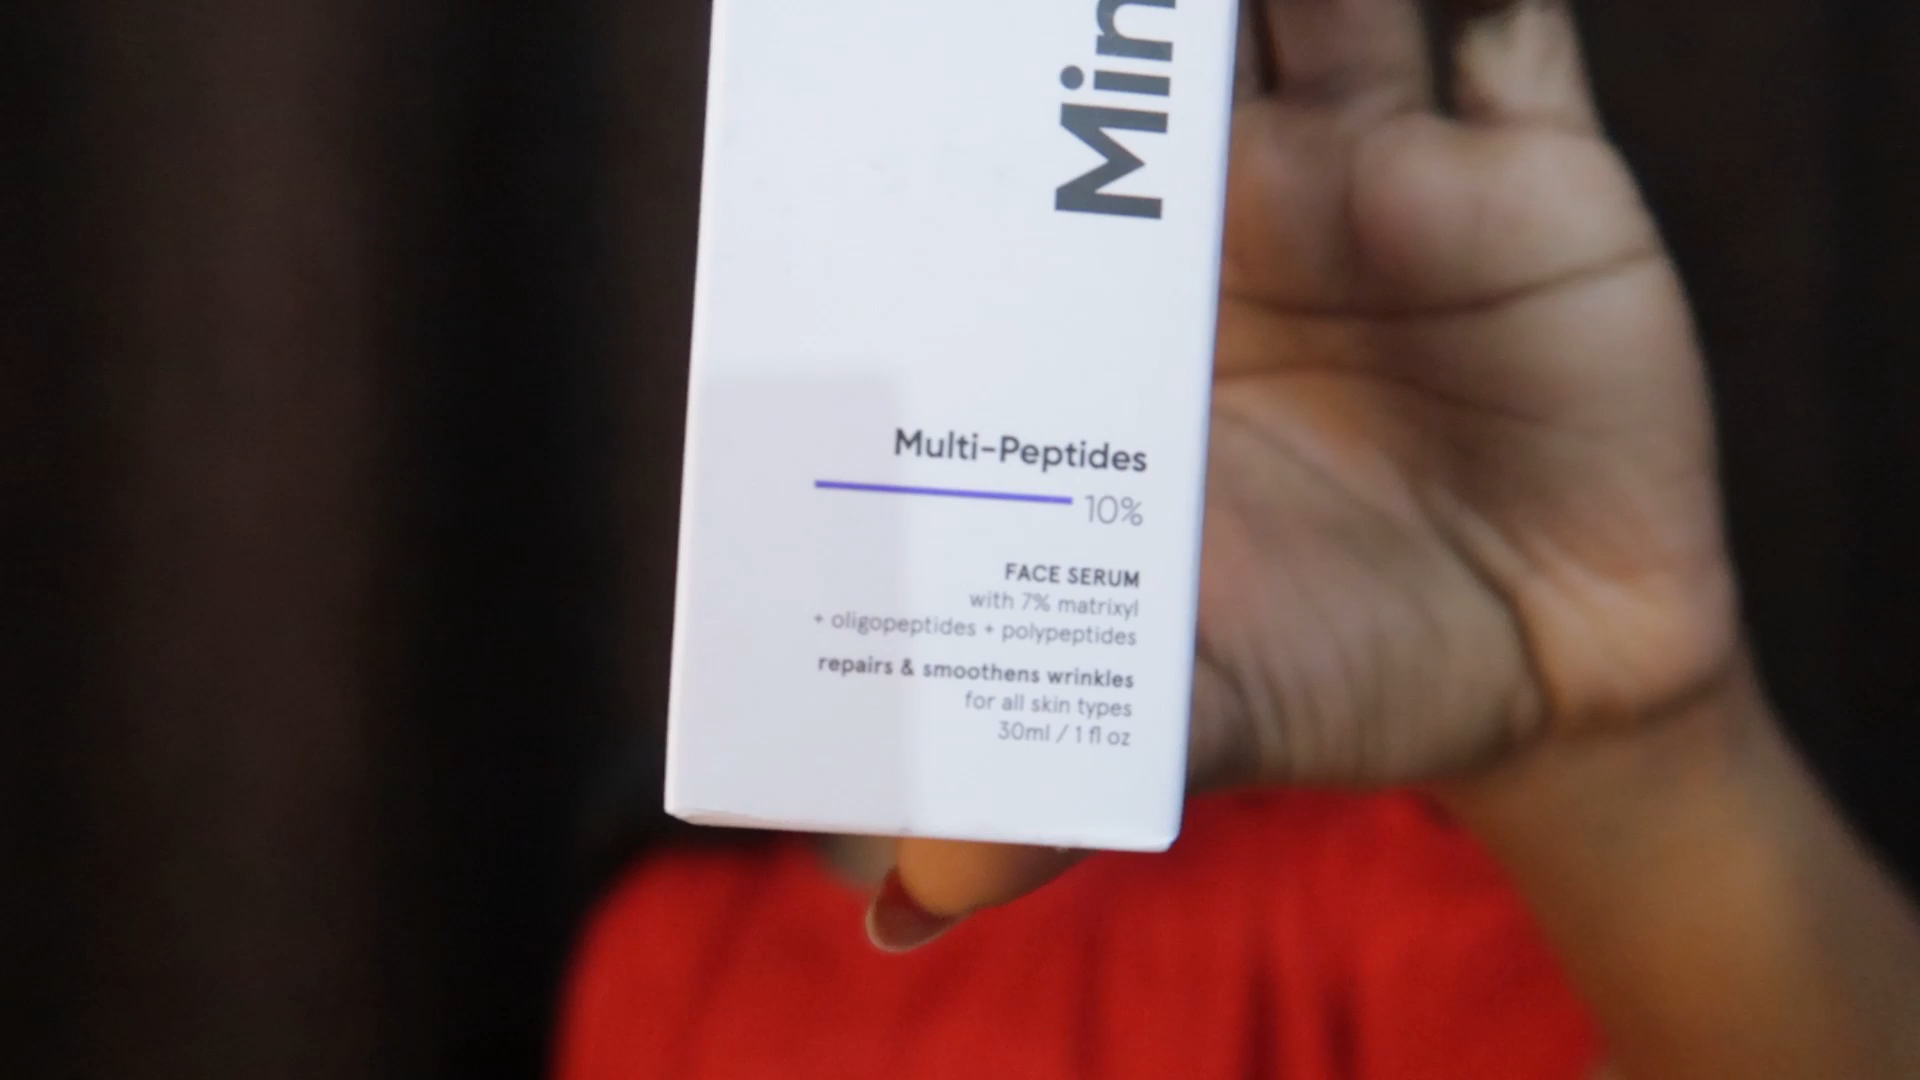 Min
Multi-Peptides
10%
FACE SERUM
with 7% matrixyl
+ oligopeptides + polypeptides
repairs & smoothens wrinkles
for all skin types
30ml / 1 fl oz